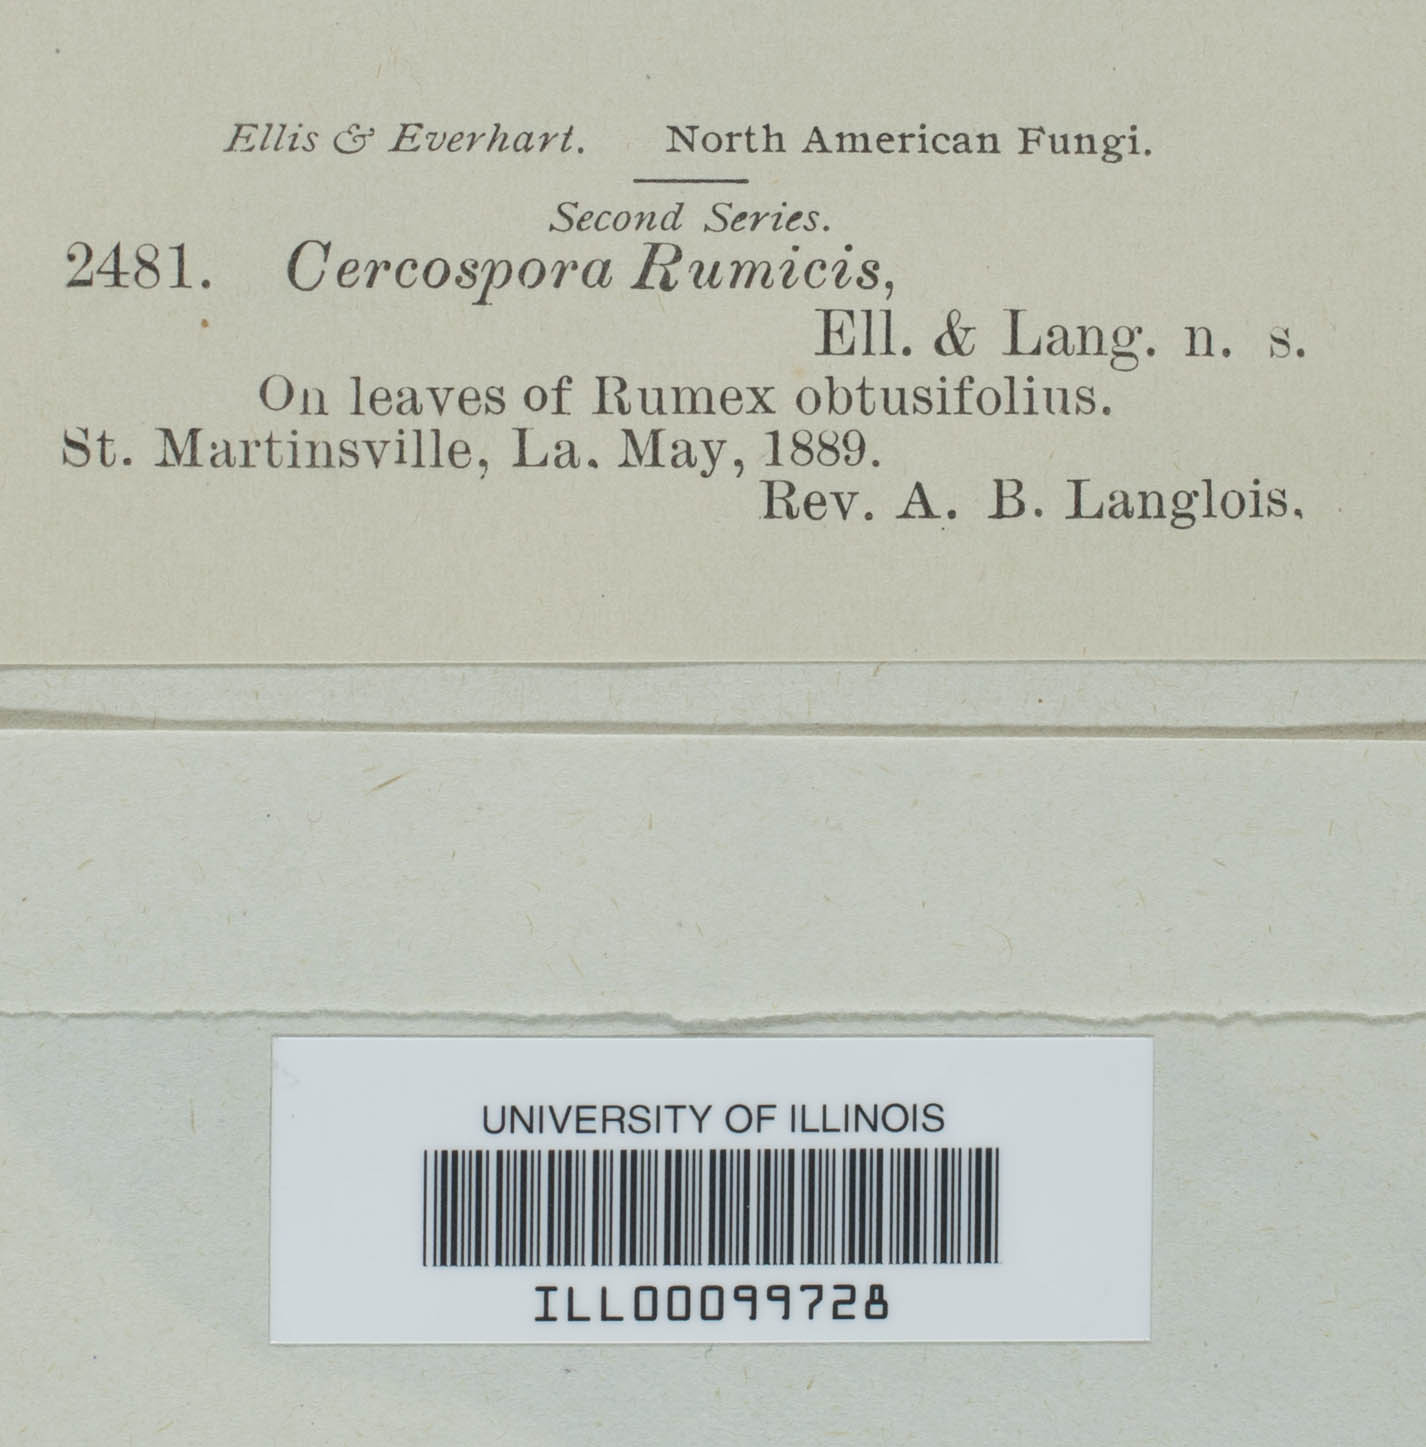 Ellis & Everhart. North American Fungi.
Second Series.
2481. Cercospora Rumicis,
Ell. & Lang. n. s.
On leaves of Rumex obtusifolius.
St. Martinsville, La. May, 1889.
Rev. A. B. Langlois.
UNIVERSITY OF ILLINOIS
ILL00099728